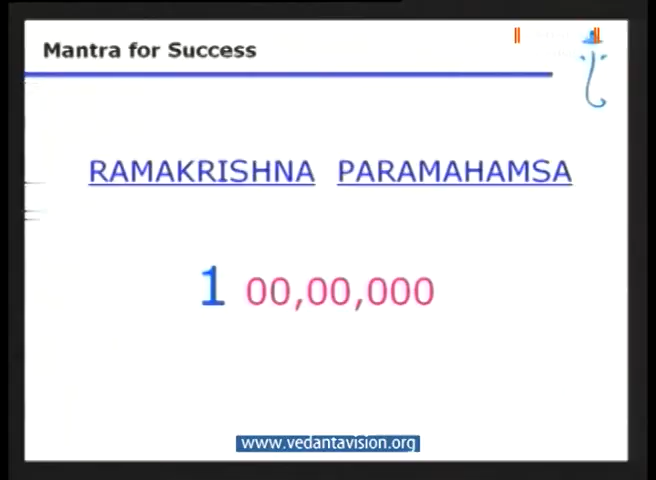 Mantra for Success
RAMAKRISHNA PARAMAHAMSA
1 00,00,000
www.vedantavision.org